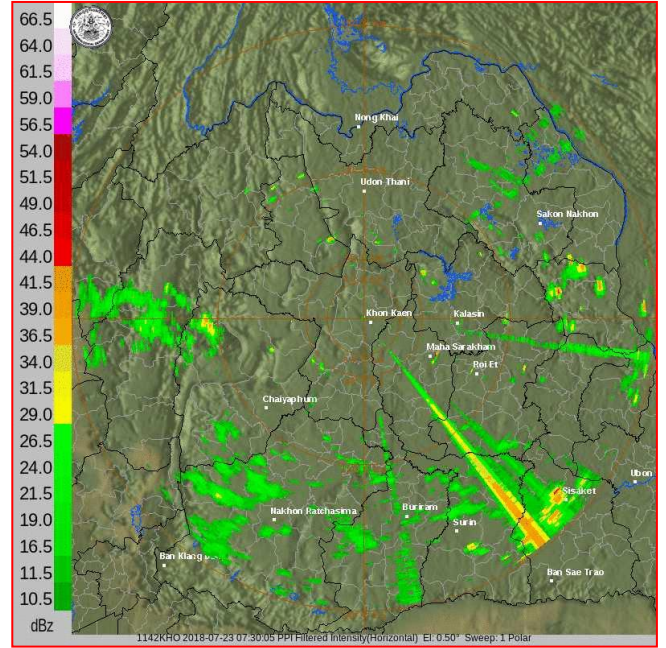 66.5
64.0
61.5
59.0
56.5
54.0
51.5
49.0
46.5
44.0
41.5
39.0
36.5
34.0
31.5
29.0
26.5
24.0
21.5
19.0
16.5
11.5
10.5
dBz
Nong Khai
Udon Thani
Sakon Nakhon
Khon Kaen
Kalasin
Maha Sarakham
Roi Et
Chaiyaphum
Ubon
Sisaket
Nakhon Ratchasima
Buriram
Surin
Ban Klang
Ban Sae Trao
1142KHO 2018-07-23 07:30:05 PPI Filtered Intensity(Horizontal) El: 0.50° Sweep: 1 Polar